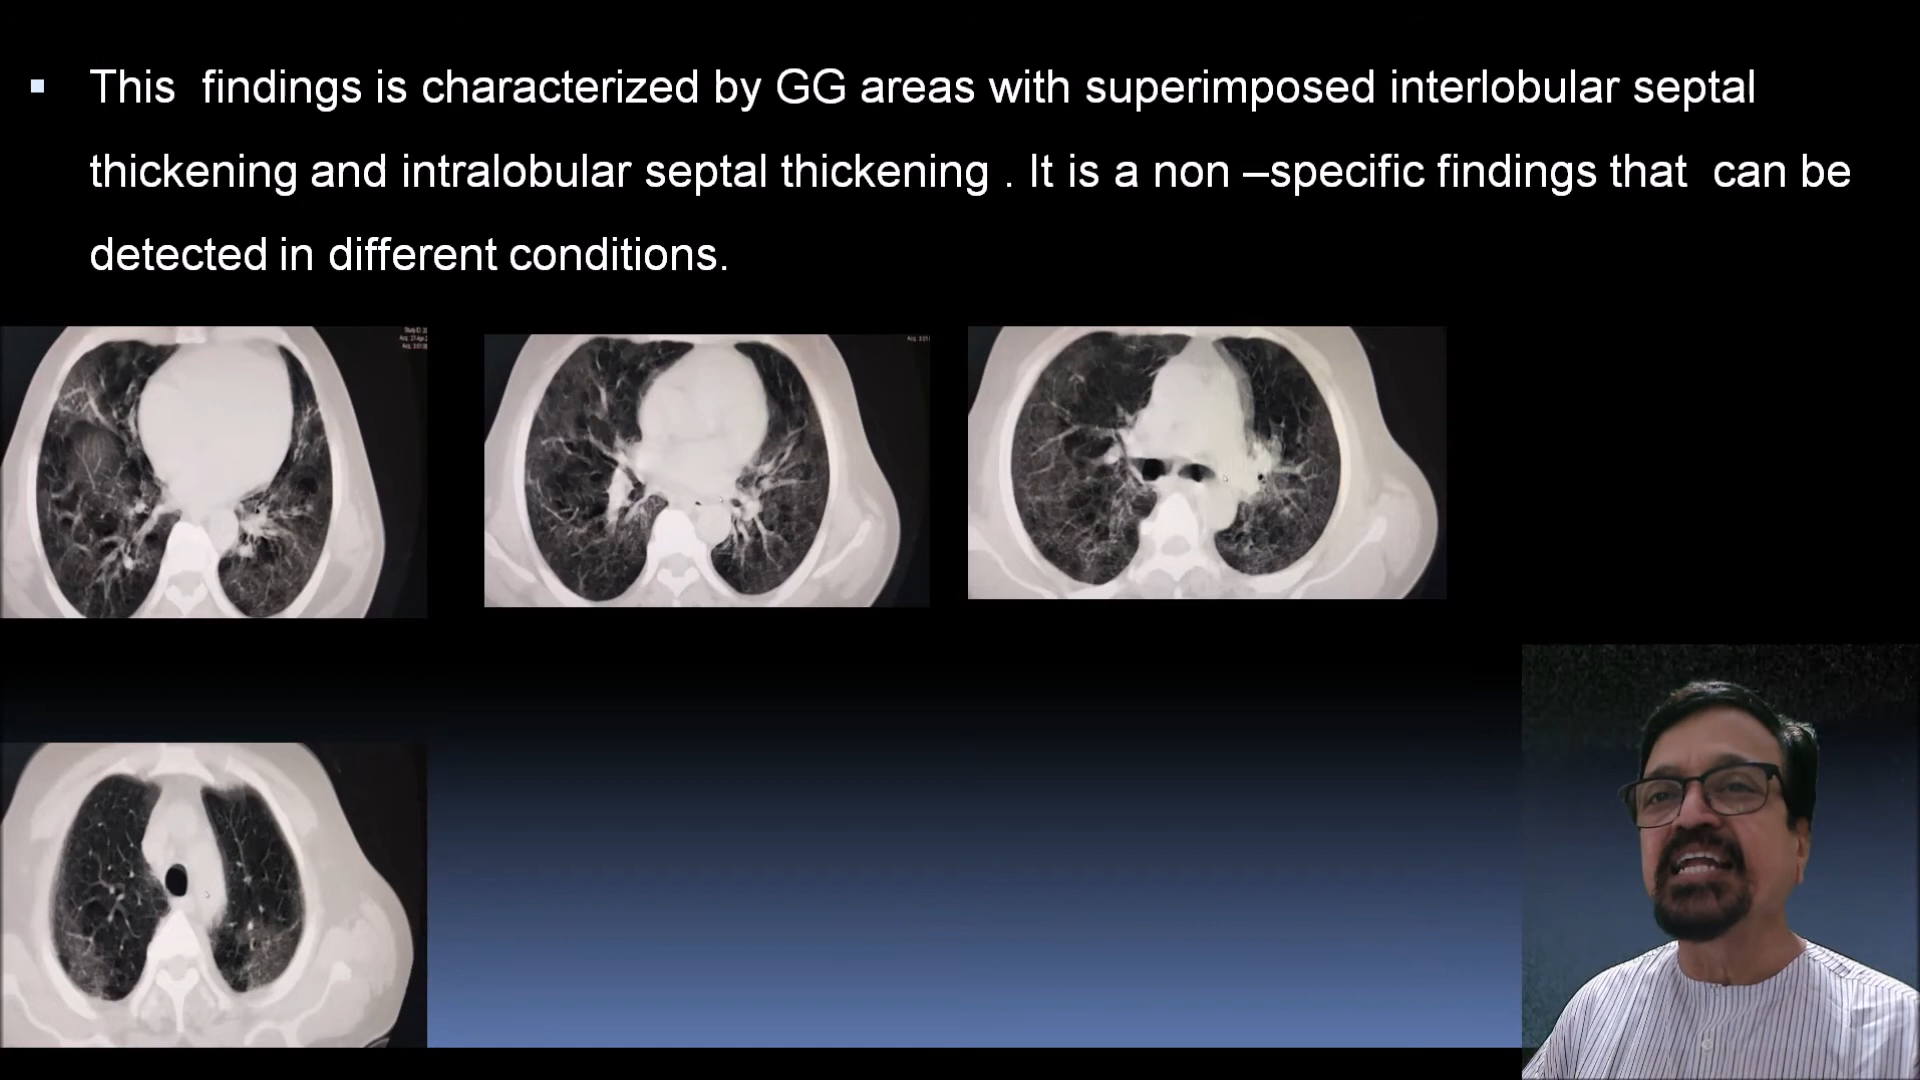 This findings is characterized by GG areas with superimposed interlobular septal
thickening and intralobular septal thickening . It is a non –specific findings that can be
detected in different conditions.